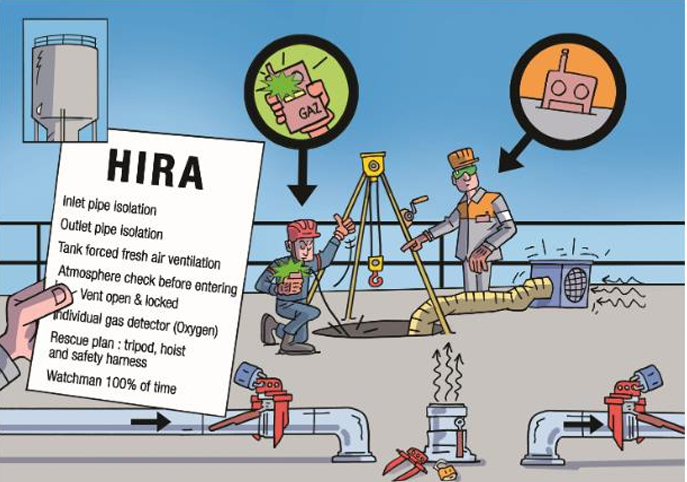 HIRA
Inlet pipe isolation
Outlet pipe isolation
Tank forced fresh air ventilation
Atmosphere check before entering
Vent open & locked
Individual gas detector (Oxygen)
Rescue plan : tripod, hoist
and safety harness
Watchman 100% of time
GAZ